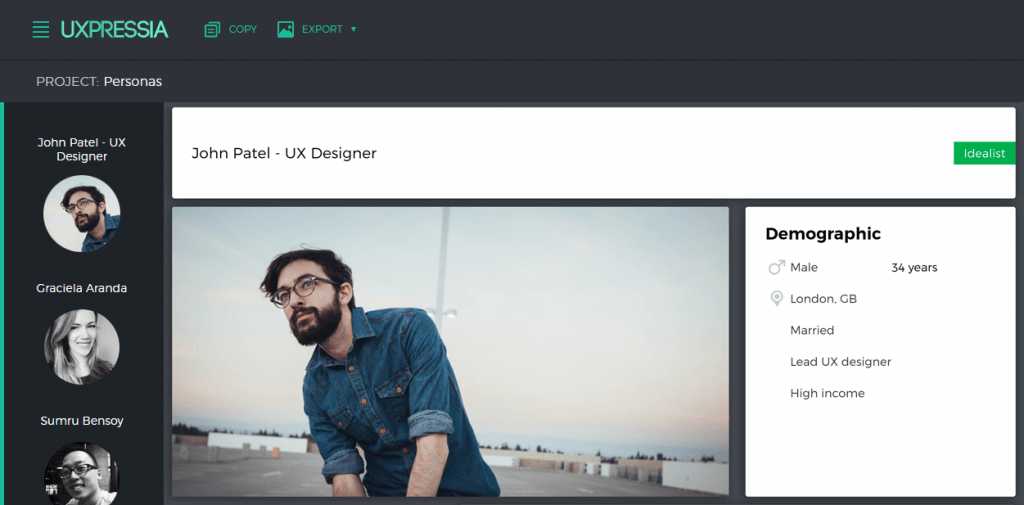 UXPRESSIA
COPY
EXPORT
PROJECT: Personas
John Patel - UX
Designer
Graciela Aranda
Sumru Bensoy
John Patel - UX Designer
Idealist
Demographic
Male 34 years
London, GB
Married
Lead UX designer
High income